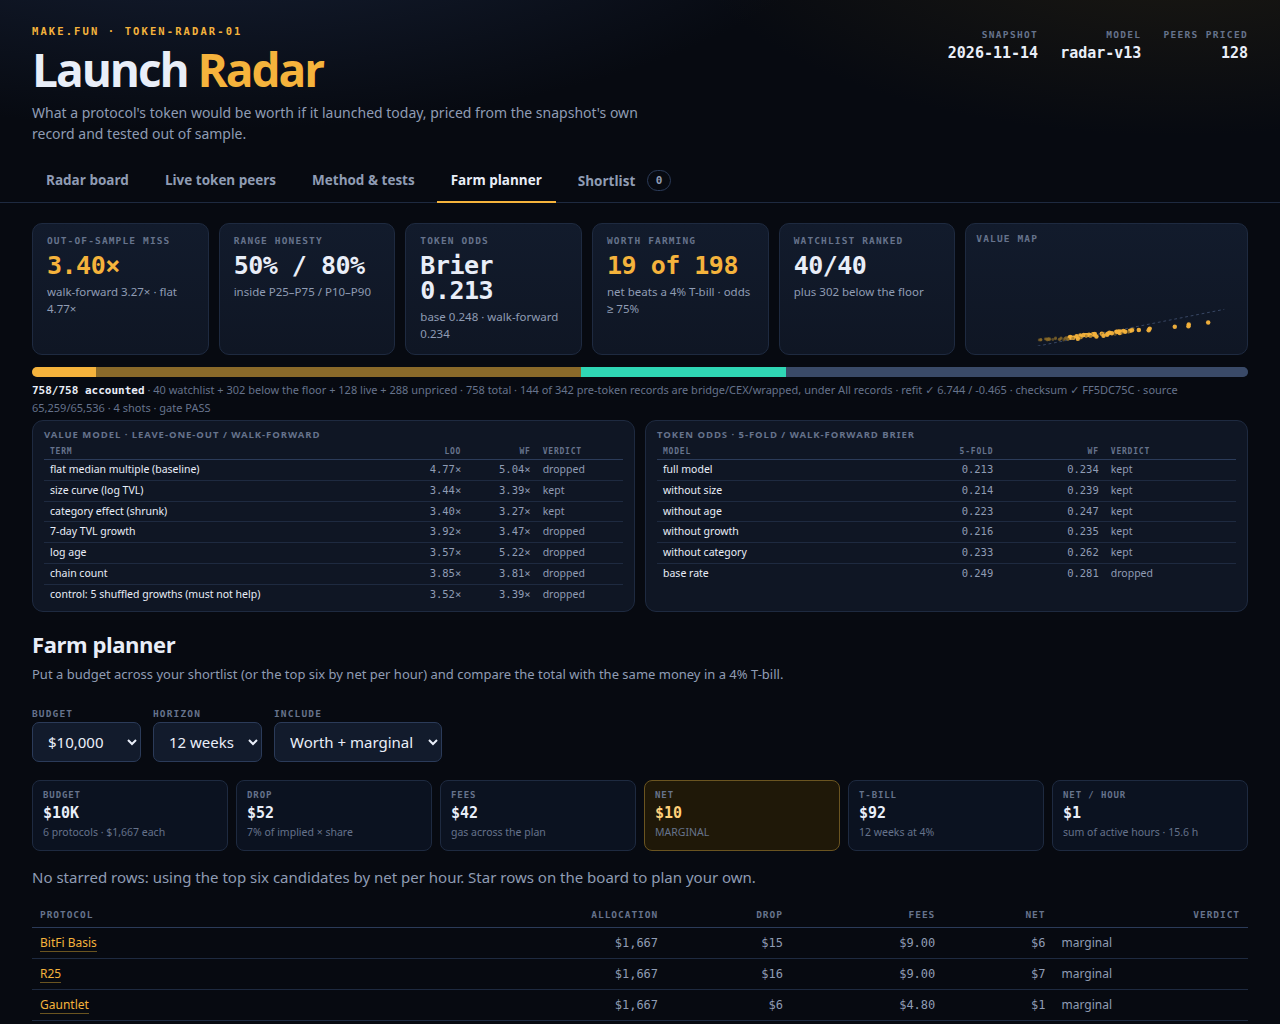 MAKE.FUN · TOKEN-RADAR-01
Launch Radar
What a protocol's token would be worth if it launched today, priced from the snapshot's own
record and tested out of sample.
SNAPSHOT MODEL PEERS PRICED
2026-11-14 radar-v13 128
Radar board Live token peers Method & tests Farm planner Shortlist 0
OUT-OF-SAMPLE MISS
3.40×
walk-forward 3.27× · flat
4.77×
RANGE HONESTY
50% / 80%
inside P25–P75 / P10–P90
TOKEN ODDS
Brier
0.213
base 0.248 · walk-forward
0.234
WORTH FARMING
19 of 198
net beats a 4% T-bill · odds
≥ 75%
WATCHLIST RANKED
40/40
plus 302 below the floor
VALUE MAP
758/758 accounted · 40 watchlist + 302 below the floor + 128 live + 288 unpriced · 758 total · 144 of 342 pre-token records are bridge/CEX/wrapped, under All records · refit ✓ 6.744 / -0.465 · checksum ✓ FF5DC75C · source
65,259/65,536 · 4 shots · gate PASS
VALUE MODEL · LEAVE-ONE-OUT / WALK-FORWARD
TERM LOO WF VERDICT
flat median multiple (baseline) 4.77× 5.04× dropped
size curve (log TVL) 3.44× 3.39× kept
category effect (shrunk) 3.40× 3.27× kept
7-day TVL growth 3.92× 3.47× dropped
log age 3.57× 5.22× dropped
chain count 3.85× 3.81× dropped
control: 5 shuffled growths (must not help) 3.52× 3.39× dropped
TOKEN ODDS · 5-FOLD / WALK-FORWARD BRIER
MODEL 5-FOLD WF VERDICT
full model 0.213 0.234 kept
without size 0.214 0.239 kept
without age 0.223 0.247 kept
without growth 0.216 0.235 kept
without category 0.233 0.262 kept
base rate 0.249 0.281 dropped
Farm planner
Put a budget across your shortlist (or the top six by net per hour) and compare the total with the same money in a 4% T-bill.
BUDGET HORIZON INCLUDE
$10,000 12 weeks Worth + marginal
BUDGET
$10K
6 protocols · $1,667 each
DROP
$52
7% of implied × share
FEES
$42
gas across the plan
NET
$10
MARGINAL
T-BILL
$92
12 weeks at 4%
NET / HOUR
$1
sum of active hours · 15.6 h
No starred rows: using the top six candidates by net per hour. Star rows on the board to plan your own.
PROTOCOL ALLOCATION DROP FEES NET VERDICT
BitFi Basis $1,667 $15 $9.00 $6 marginal
R25 $1,667 $16 $9.00 $7 marginal
Gauntlet $1,667 $6 $4.80 $1 marginal